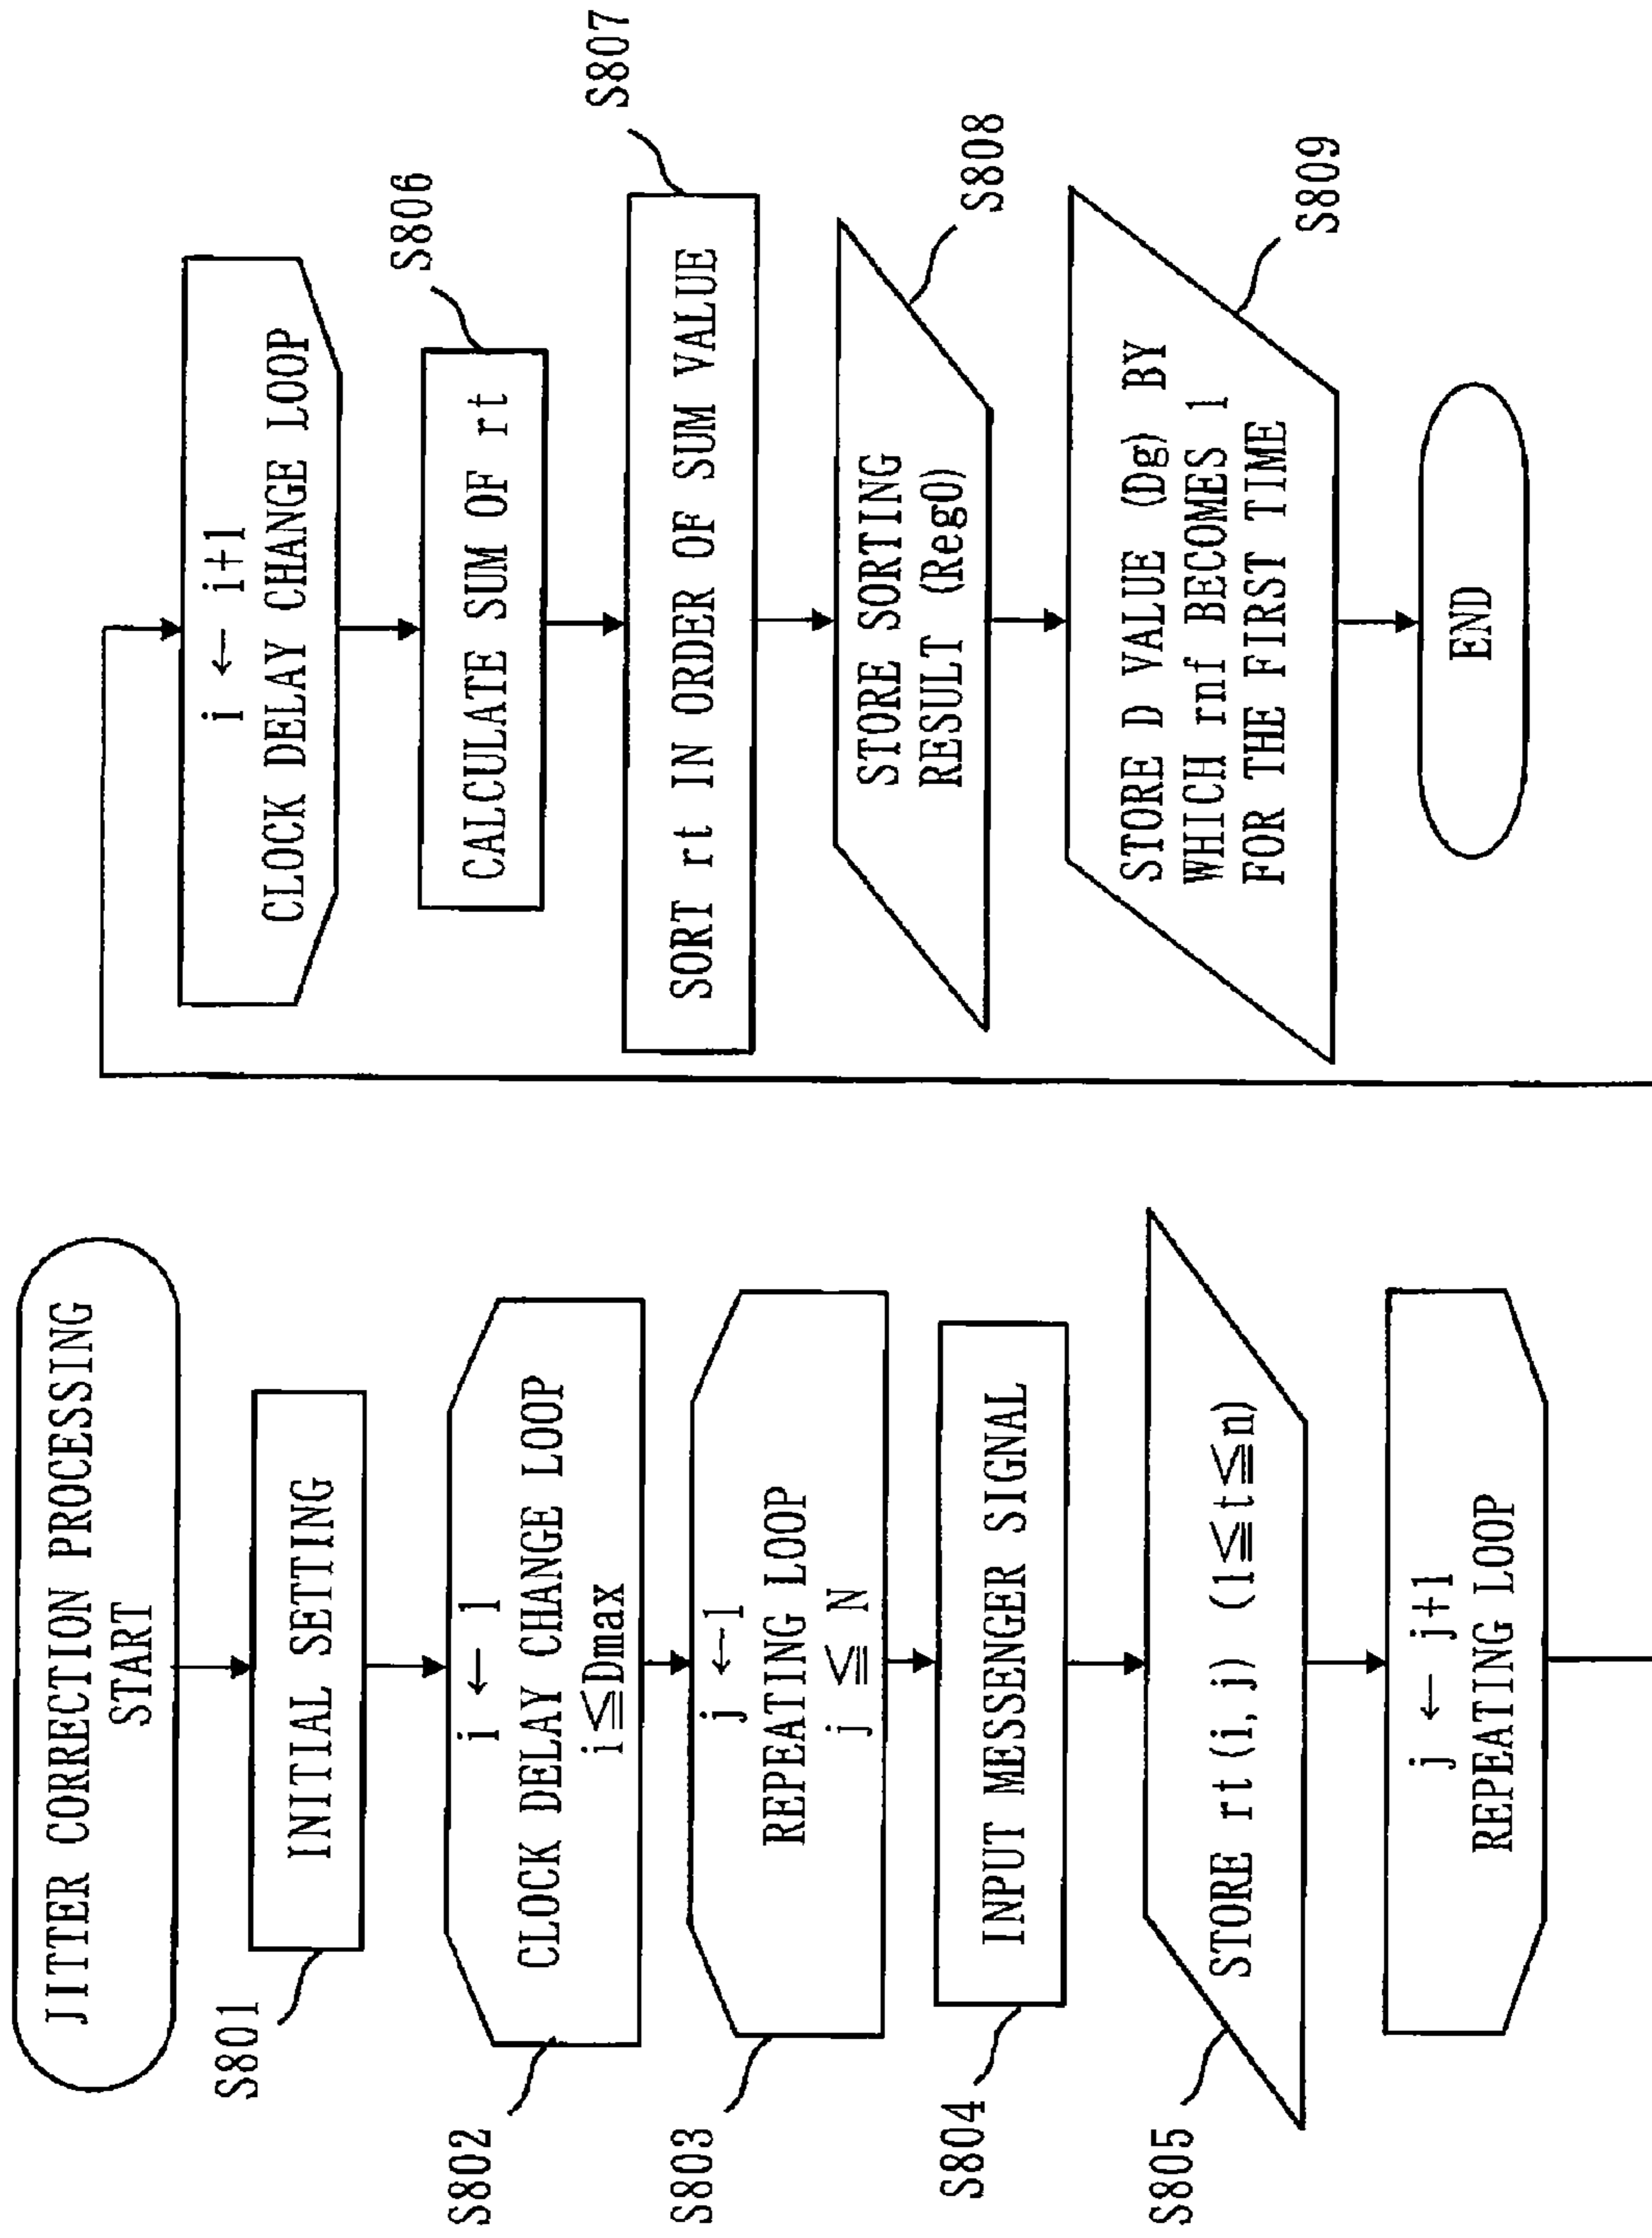 JITTER CORRECTION PROCESSING
START
S801
INITIAL SETTING
S802
i ← 1
CLOCK DELAY CHANGE LOOP
i≦Dmax
S803
j ←1
REPEATING LOOP
j ≦ N
S804
INPUT MESSENGER SIGNAL
S805
STORE rt(i,j) (1≦t≦n)
j ← j+1
REPEATING LOOP
i ← i+1
CLOCK DELAY CHANGE LOOP
S806
CALCULATE SUM OF rt
S807
SORT rt IN ORDER OF SUM VALUE
S808
STORE SORTING
RESULT (Reg0)
S809
STORE D VALUE (Dg) BY
WHICH rnf BECOMES 1
FOR THE FIRST TIME
END